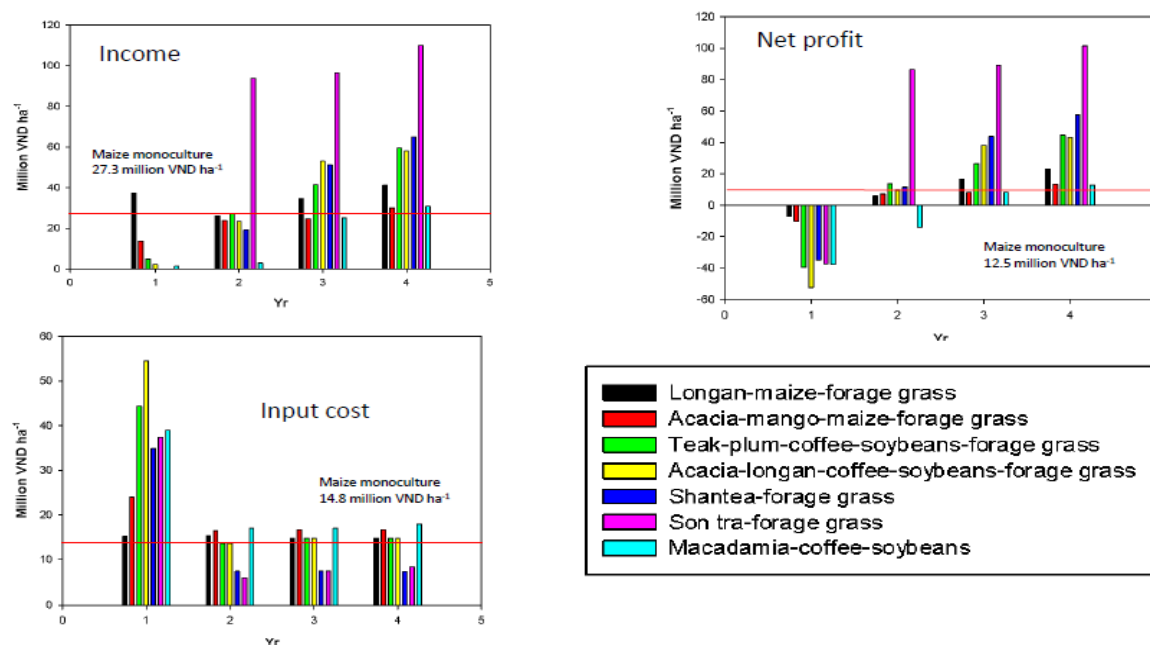 Income
Million VND ha-1
120
100
80
60
40
20
0
Maize monoculture
27.3 million VND ha-1
0 1 2 3 4 5
Yr
Net profit
Million VND ha-1
120
100
80
60
40
20
0
-20
-40
-60
Maize monoculture
12.5 million VND ha-1
0 1 2 3 4
Yr
Input cost
Million VND ha-1
60
50
40
30
20
10
0
Maize monoculture
14.8 million VND ha-1
0 1 2 3 4 5
Yr
Longan-maize-forage grass
Acacia-mango-maize-forage grass
Teak-plum-coffee-soybeans-forage grass
Acacia-longan-coffee-soybeans-forage grass
Shantea-forage grass
Son tra-forage grass
Macadamia-coffee-soybeans